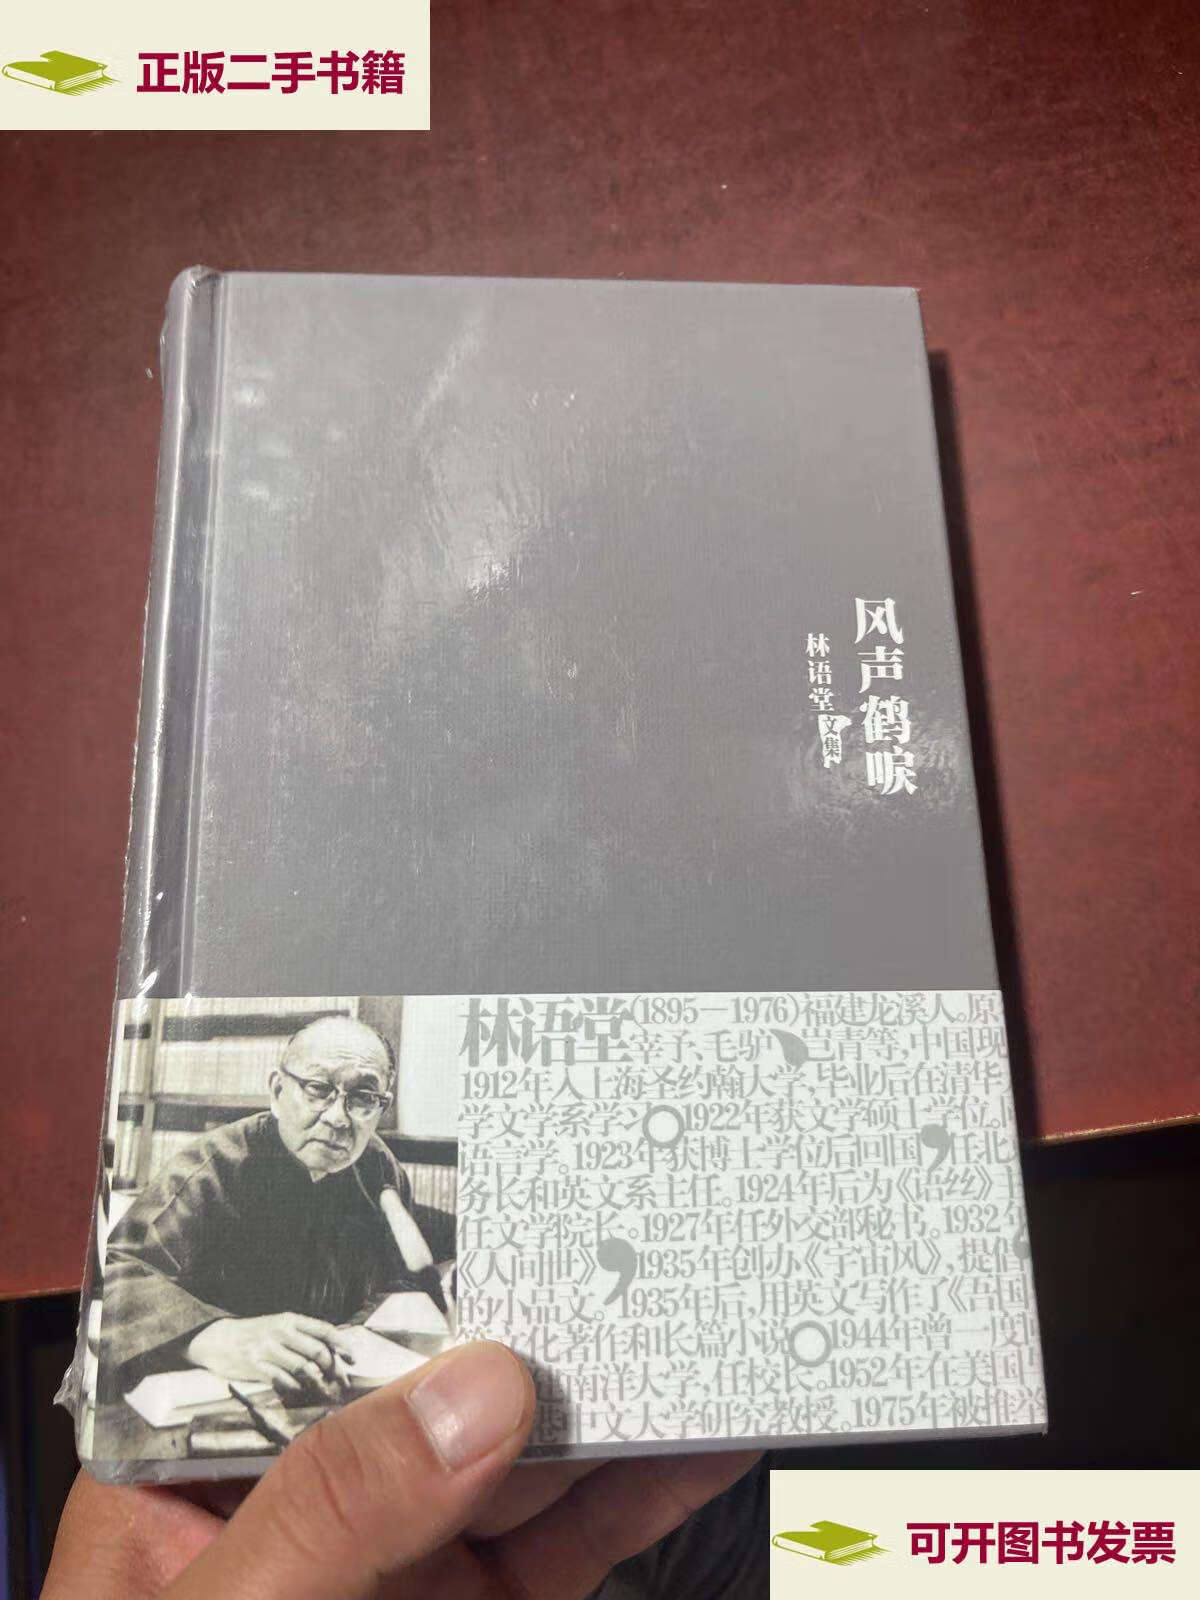 正版二手书籍
风声鹤唳
林语堂文集
林语堂(1895—1976)福建龙溪人。原
宰予、毛驴、岂青等,中国现
1912年入上海圣约翰大学,毕业后在清华
学文学系学习。1922年获文学硕士学位。同
语言学。1923年获博士学位后回国,任北
务长和英文系主任。1924年后为《语丝》
任文学院长。1927年任外交部秘书。1932年
《人间世》,1935年创办《宇宙风》,提倡
的小品文。1935年后,用英文写作了《吾国
文化著作和长篇小说。1944年曾一度回
南洋大学,任校长。1952年在美国
中文大学研究教授。1975年被推举
可开图书发票